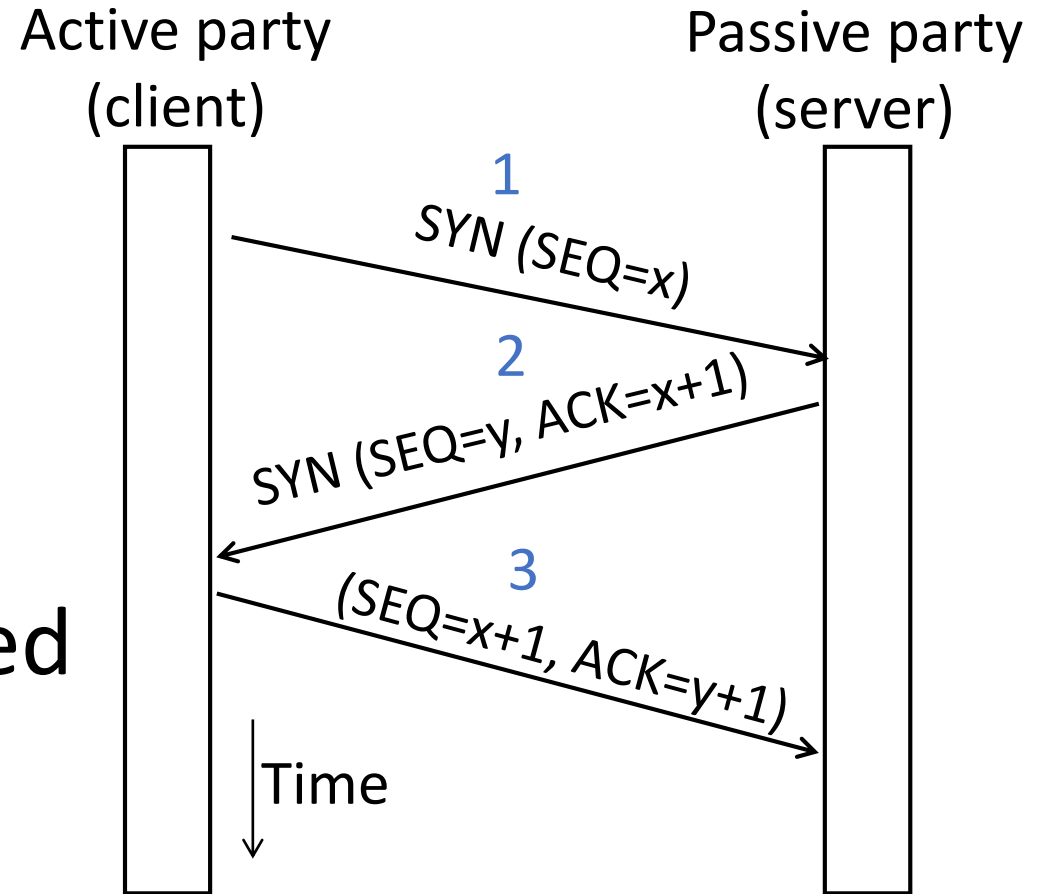 Active party
(client)
Passive party
(server)
1
SYN (SEQ=x)
2
SYN (SEQ=y, ACK=x+1)
3
(SEQ=x+1, ACK=y+1)
ed
Time